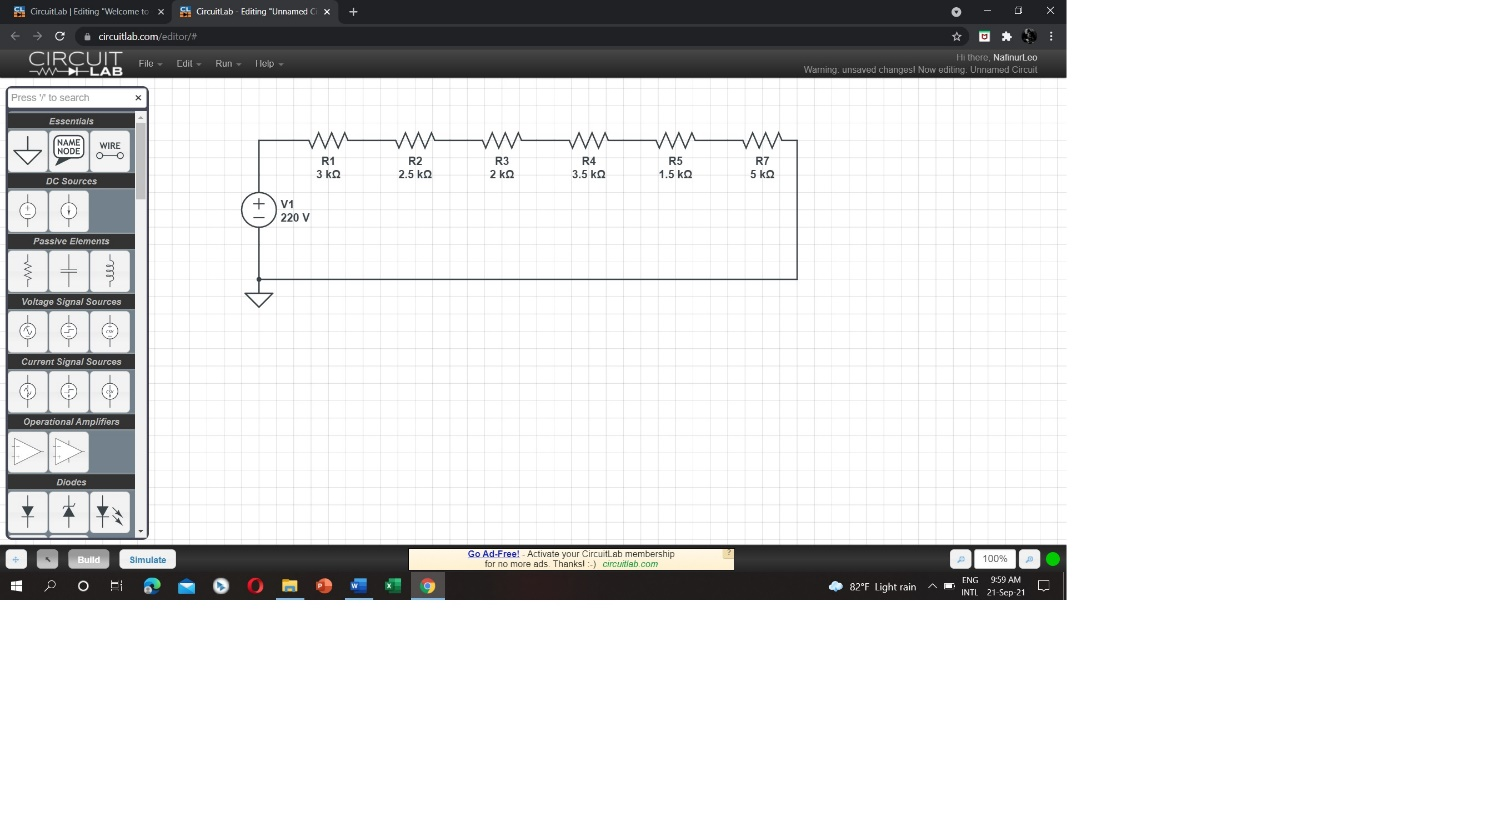 CircuitLab | Editing "Welcome to
CircuitLab - Editing "Unnamed Ci
circuitlab.com/editor/#
CIRCUIT
LAB
File
Edit
Run
Help
Hi there, NafinurLeo
Warning: unsaved changes! Now editing: Unnamed Circuit
Press '/' to search
Essentials
NAME
NODE
WIRE
DC Sources
Passive Elements
Voltage Signal Sources
Current Signal Sources
Operational Amplifiers
Diodes
R1
3 kΩ
R2
2.5 kΩ
R3
2 kΩ
R4
3.5 kΩ
R5
1.5 kΩ
R7
5 kΩ
V1
220 V
Build
Simulate
Go Ad-Free! - Activate your CircuitLab membership
for no more ads. Thanks! :-) circuitlab.com
100%
82°F Light rain
ENG
INTL
9:59 AM
21-Sep-21